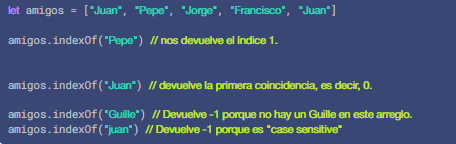 let amigos = ["Juan", "Pepe", "Jorge", "Francisco", "Juan"]
amigos.indexOf("Pepe") // nos devuelve el índice 1.
amigos.indexOf("Juan") // devuelve la primera coincidencia, es decir, 0.
amigos.indexOf("Guille") // Devuelve -1 porque no hay un Guille en este arreglo.
amigos.indexOf("juan") // Devuelve -1 porque es "case sensitive"